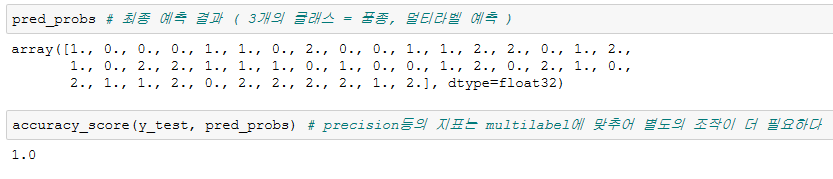 pred_probs # 최종 예측 결과 ( 3개의 클래스 = 품종, 멀티라벨 예측 )
array([1., 0., 0., 0., 1., 1., 0., 2., 0., 0., 1., 1., 2., 2., 0., 1., 2.,
1., 0., 2., 2., 1., 1., 1., 0., 1., 0., 0., 1., 2., 0., 2., 1., 0.,
2., 1., 1., 2., 0., 2., 2., 2., 2., 1., 2.], dtype=float32)
accuracy_score(y_test, pred_probs) # precision등의 지표는 multilabel에 맞추어 별도의 조작이 더 필요하다
1.0